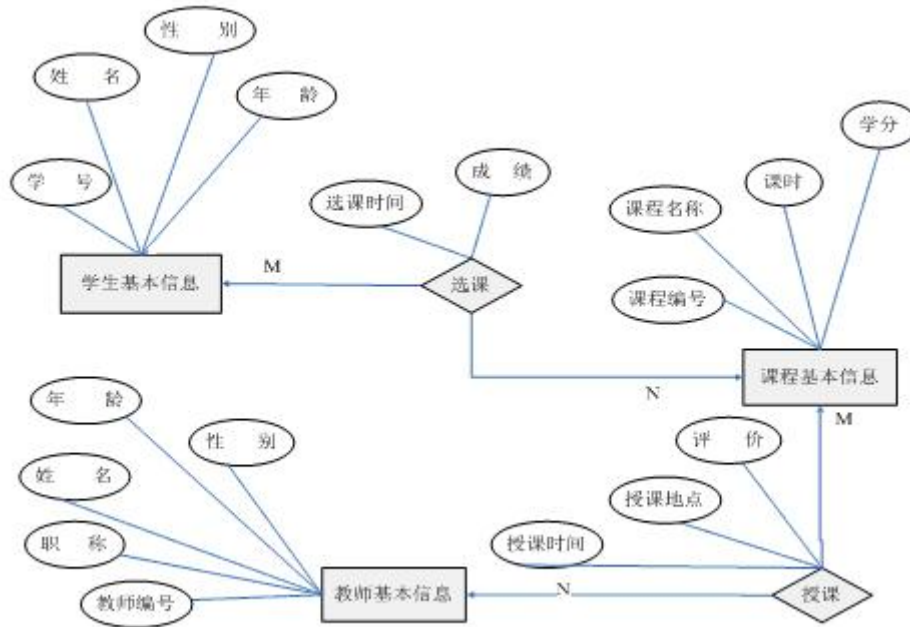 性 别
姓 名
年 龄
学分
学 号
成 绩
课时
选课时间
课程名称
M
学生基本信息
选课
课程编号
课程基本信息
N
年 龄
M
性 别
评 价
姓 名
授课地点
职 称
授课时间
教师编号
教师基本信息
N
授课